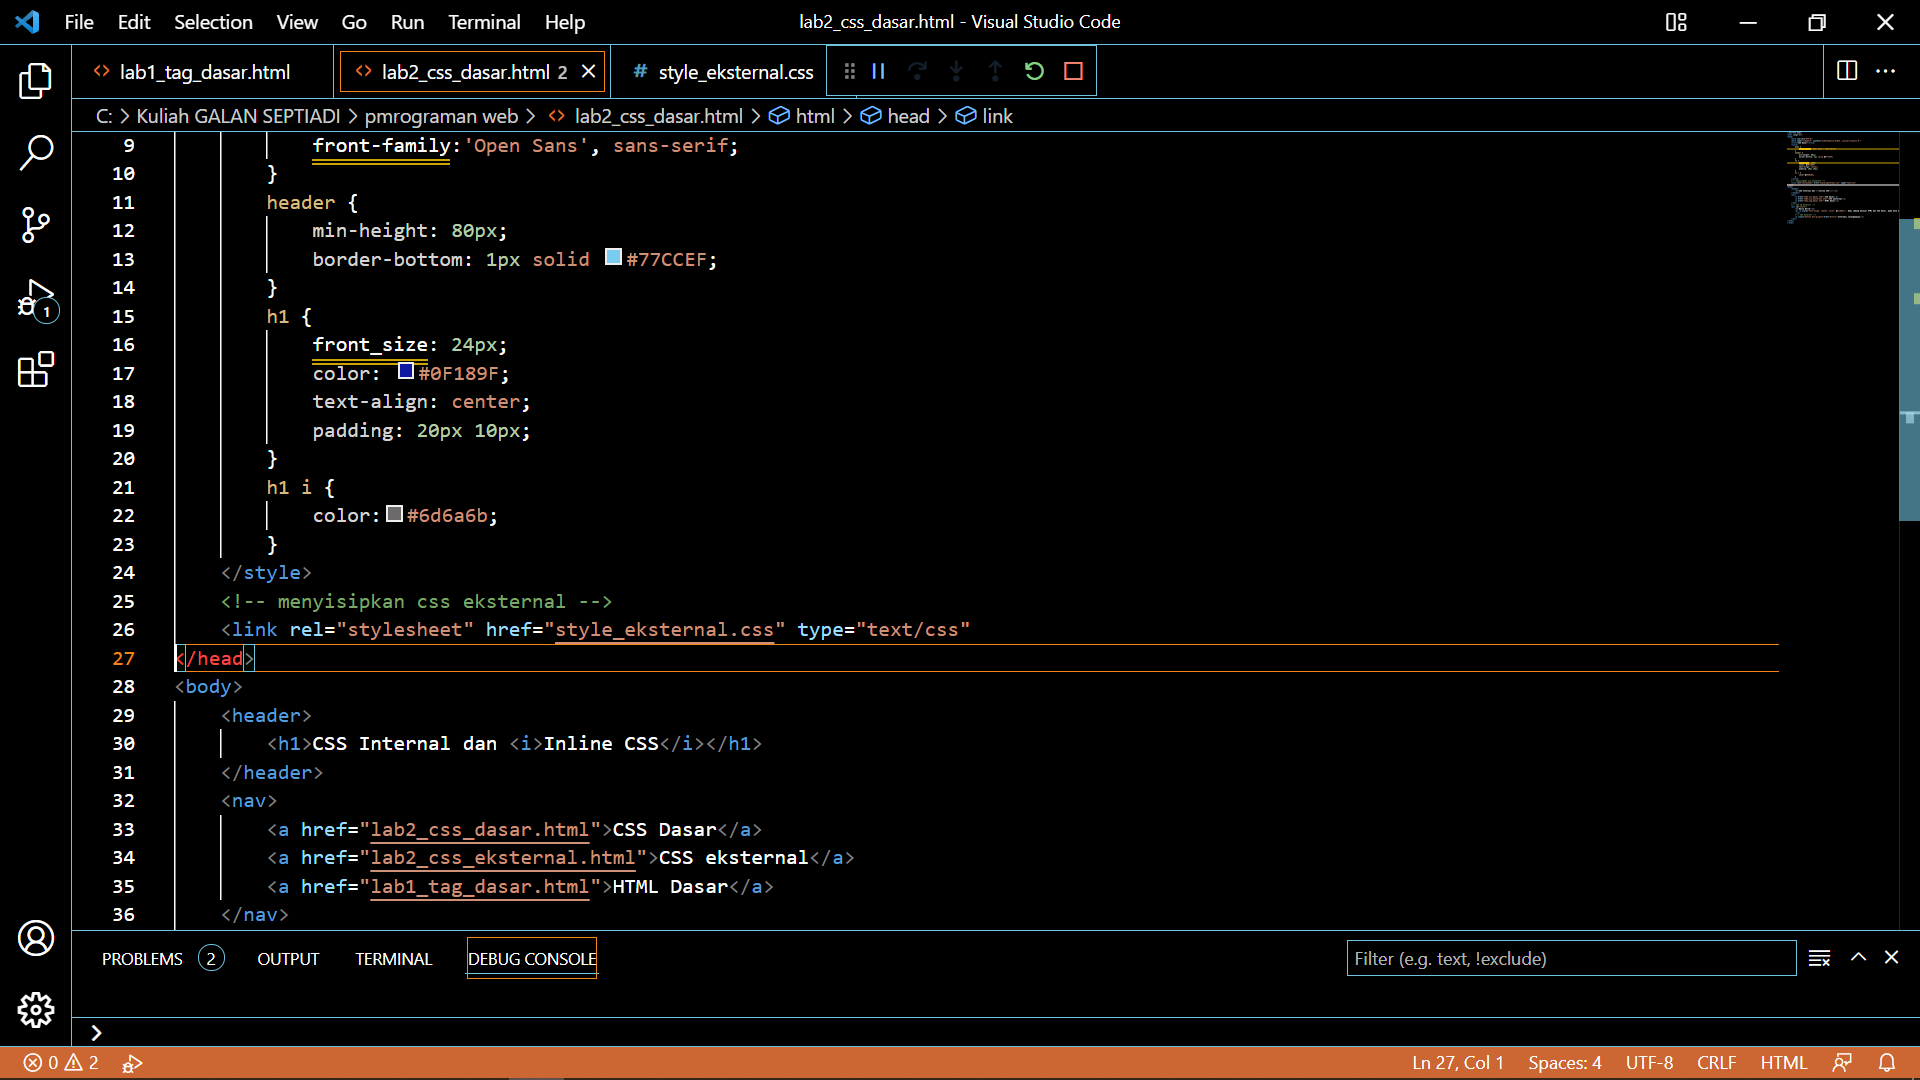 File Edit Selection View Go Run Terminal Help
lab2_css_dasar.html - Visual Studio Code
lab1_tag_dasar.html
lab2_css_dasar.html 2
# style_eksternal.css
C: > Kuliah GALAN SEPTIADI > pmrograman web > <> lab2_css_dasar.html > html > head > link
9 front-family:'Open Sans', sans-serif;
10 }
11 header {
12 min-height: 80px;
13 border-bottom: 1px solid #77CCEF;
14 }
15 h1 {
16 front_size: 24px;
17 color: #0F189F;
18 text-align: center;
19 padding: 20px 10px;
20 }
21 h1 i {
22 color: #6d6a6b;
23 }
24 </style>
25 <!-- menyisipkan css eksternal -->
26 <link rel="stylesheet" href="style_eksternal.css" type="text/css"
27 </head>
28 <body>
29 <header>
30 <h1>CSS Internal dan <i>Inline CSS</i></h1>
31 </header>
32 <nav>
33 <a href="lab2_css_dasar.html">CSS Dasar</a>
34 <a href="lab2_css_eksternal.html">CSS eksternal</a>
35 <a href="lab1_tag_dasar.html">HTML Dasar</a>
36 </nav>
1
PROBLEMS 2 OUTPUT TERMINAL DEBUG CONSOLE
Filter (e.g. text, !exclude)
0 2
Ln 27, Col 1 Spaces: 4 UTF-8 CRLF HTML